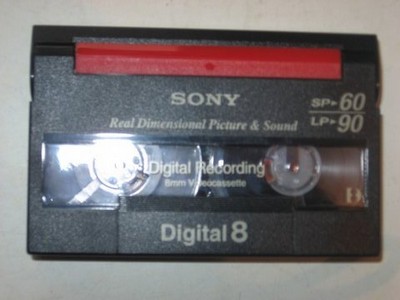 SONY
SP▸60
LP▸90
Real Dimensional Picture & Sound
Digital Recording
8mm Videocassette
D
Digital 8